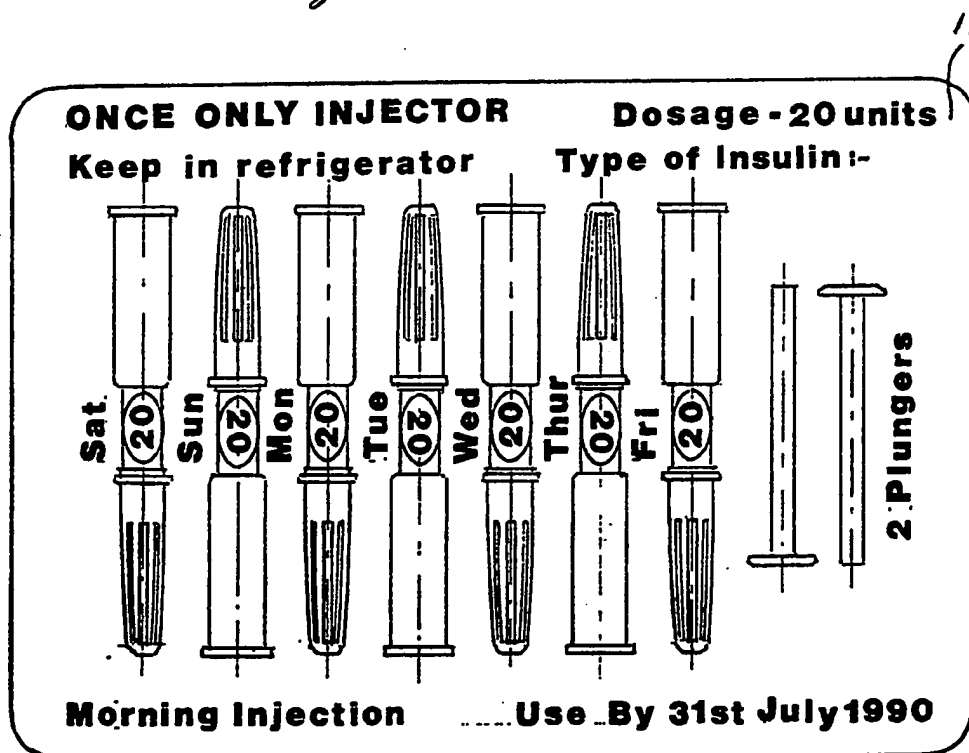 ONCE ONLY INJECTOR
Dosage - 20 units
Keep in refrigerator
Type of Insulin:-
Sat.
20
Sun
20
Mon
20
Tue
20
Wed
20
Thur
20
Fri
20
2 Plungers
Morning Injection
Use By 31st July 1990